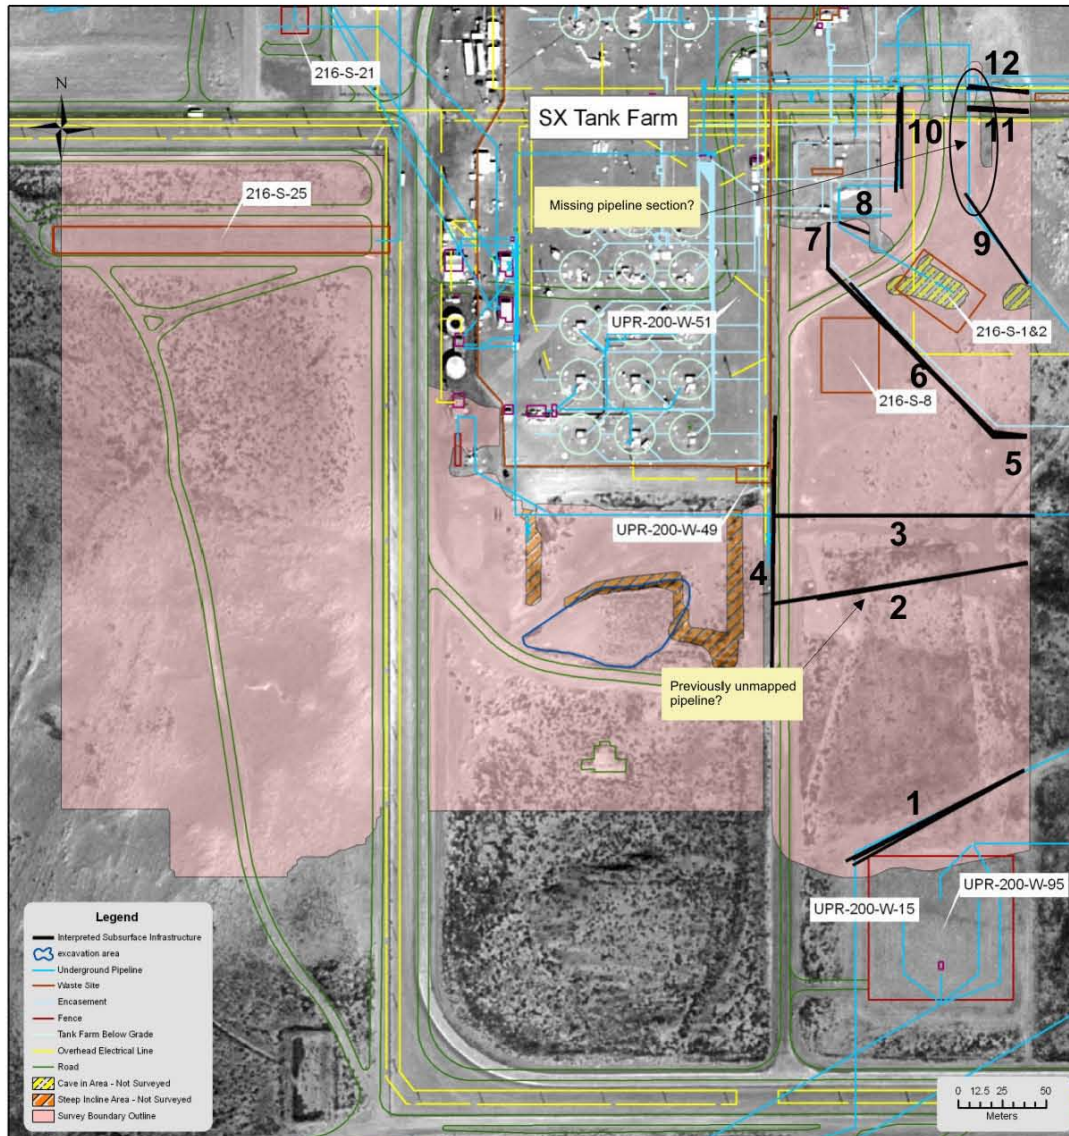 12
216-S-21
N
SX Tank Farm
10
11
216-S-25
Missing pipeline section?
8
7
9
UPR-200-W-51
216-S-1&2
6
216-S-8
5
UPR-200-W-49
3
4
2
Previously unmapped
pipeline?
1
UPR-200-W-95
UPR-200-W-15
Legend
Interpreted Subsurface Infrastructure
excavation area
Underground Pipeline
Waste Site
Encasement
Fence
Tank Farm Below Grade
Overhead Electrical Line
Road
Cave in Area - Not Surveyed
Steep Incline Area - Not Surveyed
Survey Boundary Outline
0 12.5 25 50
Meters